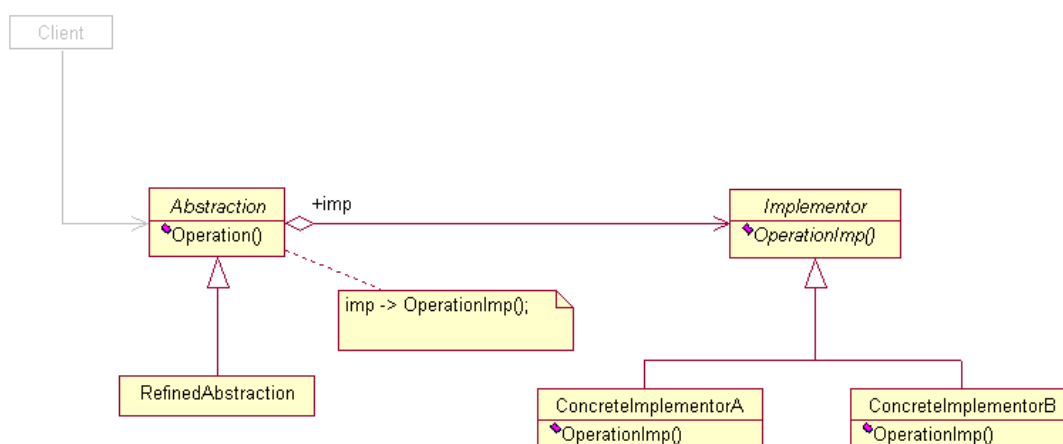 Client
Abstraction
Operation()
+imp
Implementor
OperationImp()
imp -> OperationImp();
RefinedAbstraction
ConcreteImplementorA
OperationImp()
ConcreteImplementorB
OperationImp()